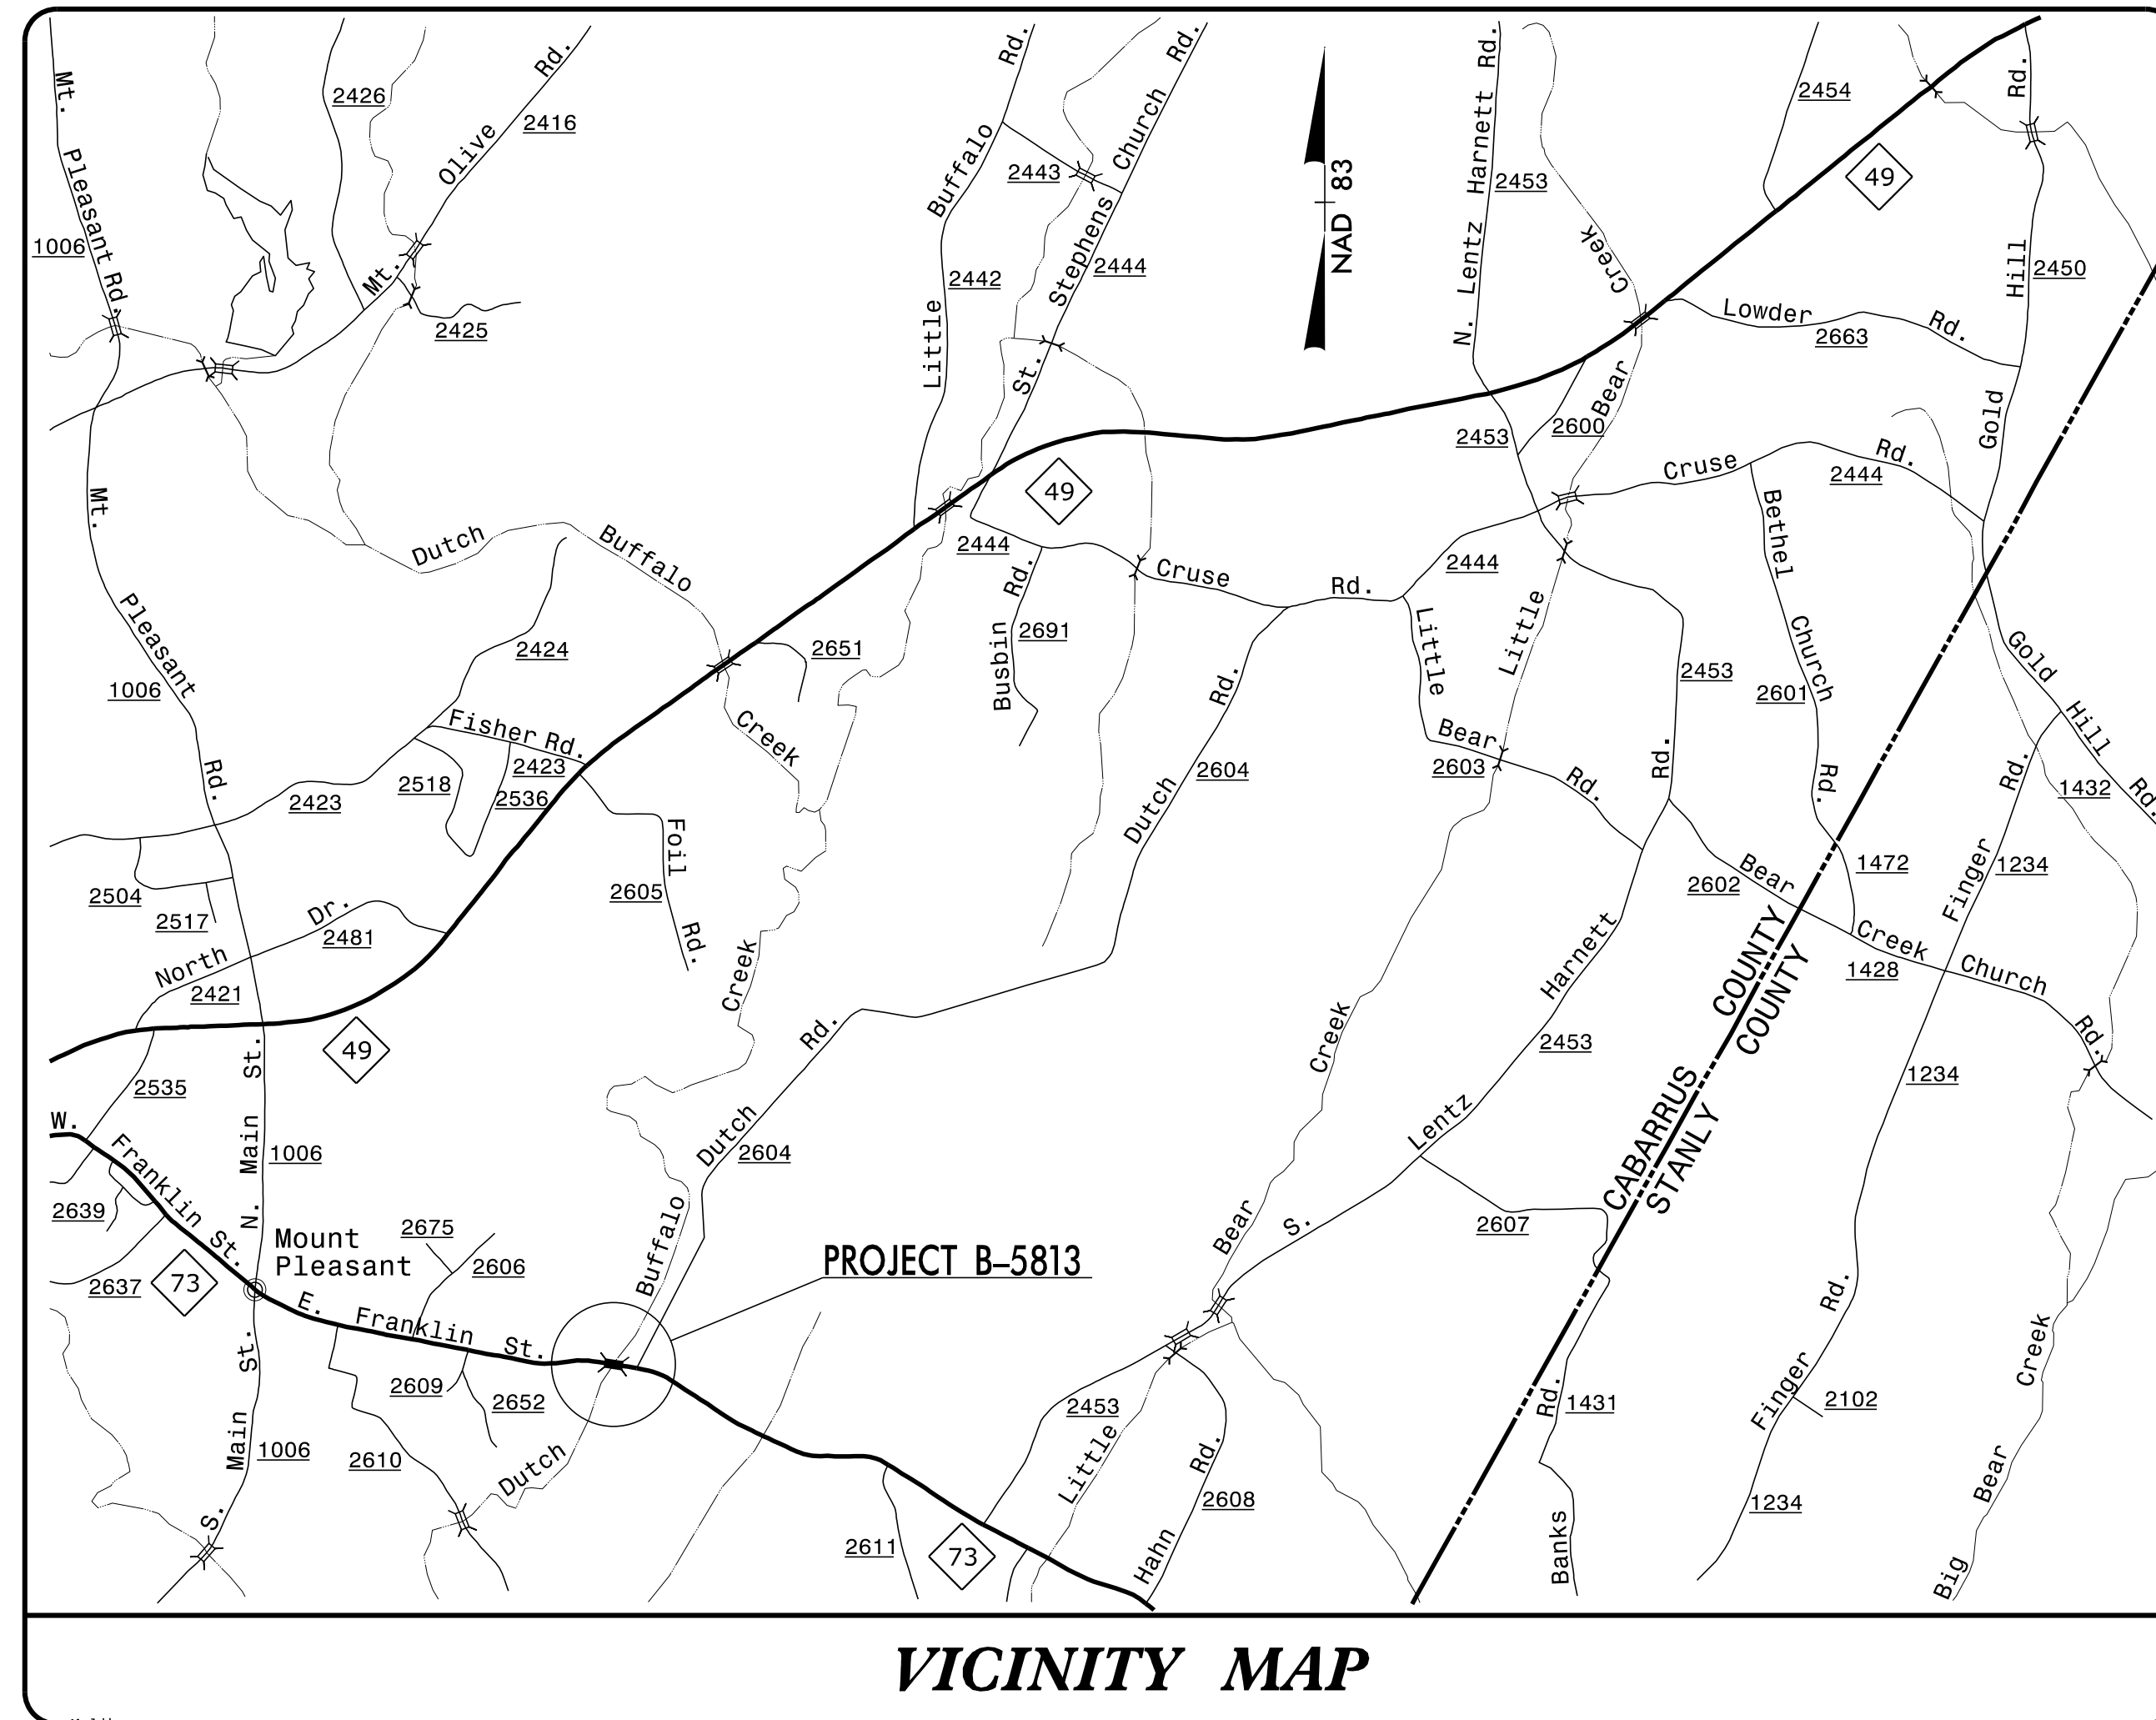 Mt. Pleasant Rd.
1006
2426
Mt. Olive Rd.
2416
2425
Little Buffalo Rd.
2443
2442
St. Stephens Church Rd.
2444
NAD 83
N. Lentz Harnett Rd.
2453
Creek
2454
49
Rd.
Hill
2450
Gold
Lowder Rd.
2663
2453
2600
Bear
Cruse Rd.
2444
49
2444
Cruse Rd.
2444
Mt. Pleasant Rd.
1006
Dutch Buffalo
Creek
2424
2651
Busbin Rd.
2691
Little
Little
Bear Rd.
2603
Bethel Church Rd.
2601
2453
Rd.
Gold Hill Rd.
1432
Fisher Rd.
2423
2518
2536
2423
Foil Rd.
2605
Dutch Rd.
2604
2504
2517
North Dr.
2481
2421
Creek
2602
Bear Creek Church Rd.
1472
1428
Finger Rd.
1234
Harnett
2453
Lentz
S.
COUNTY
COUNTY
CABARRUS
STANLY
49
2535
W. Franklin St.
N. Main St.
1006
Dutch Rd.
2604
Creek
Bear
1234
2607
2639
2637
73
Mount
Pleasant
2675
2606
Buffalo
PROJECT B–5813
E. Franklin St.
2609
2652
2610
Dutch
S. Main St.
1006
2453
Little
Hahn Rd.
2608
2611
73
Banks Rd.
1431
Finger Rd.
2102
1234
Big Bear Creek
VICINITY MAP